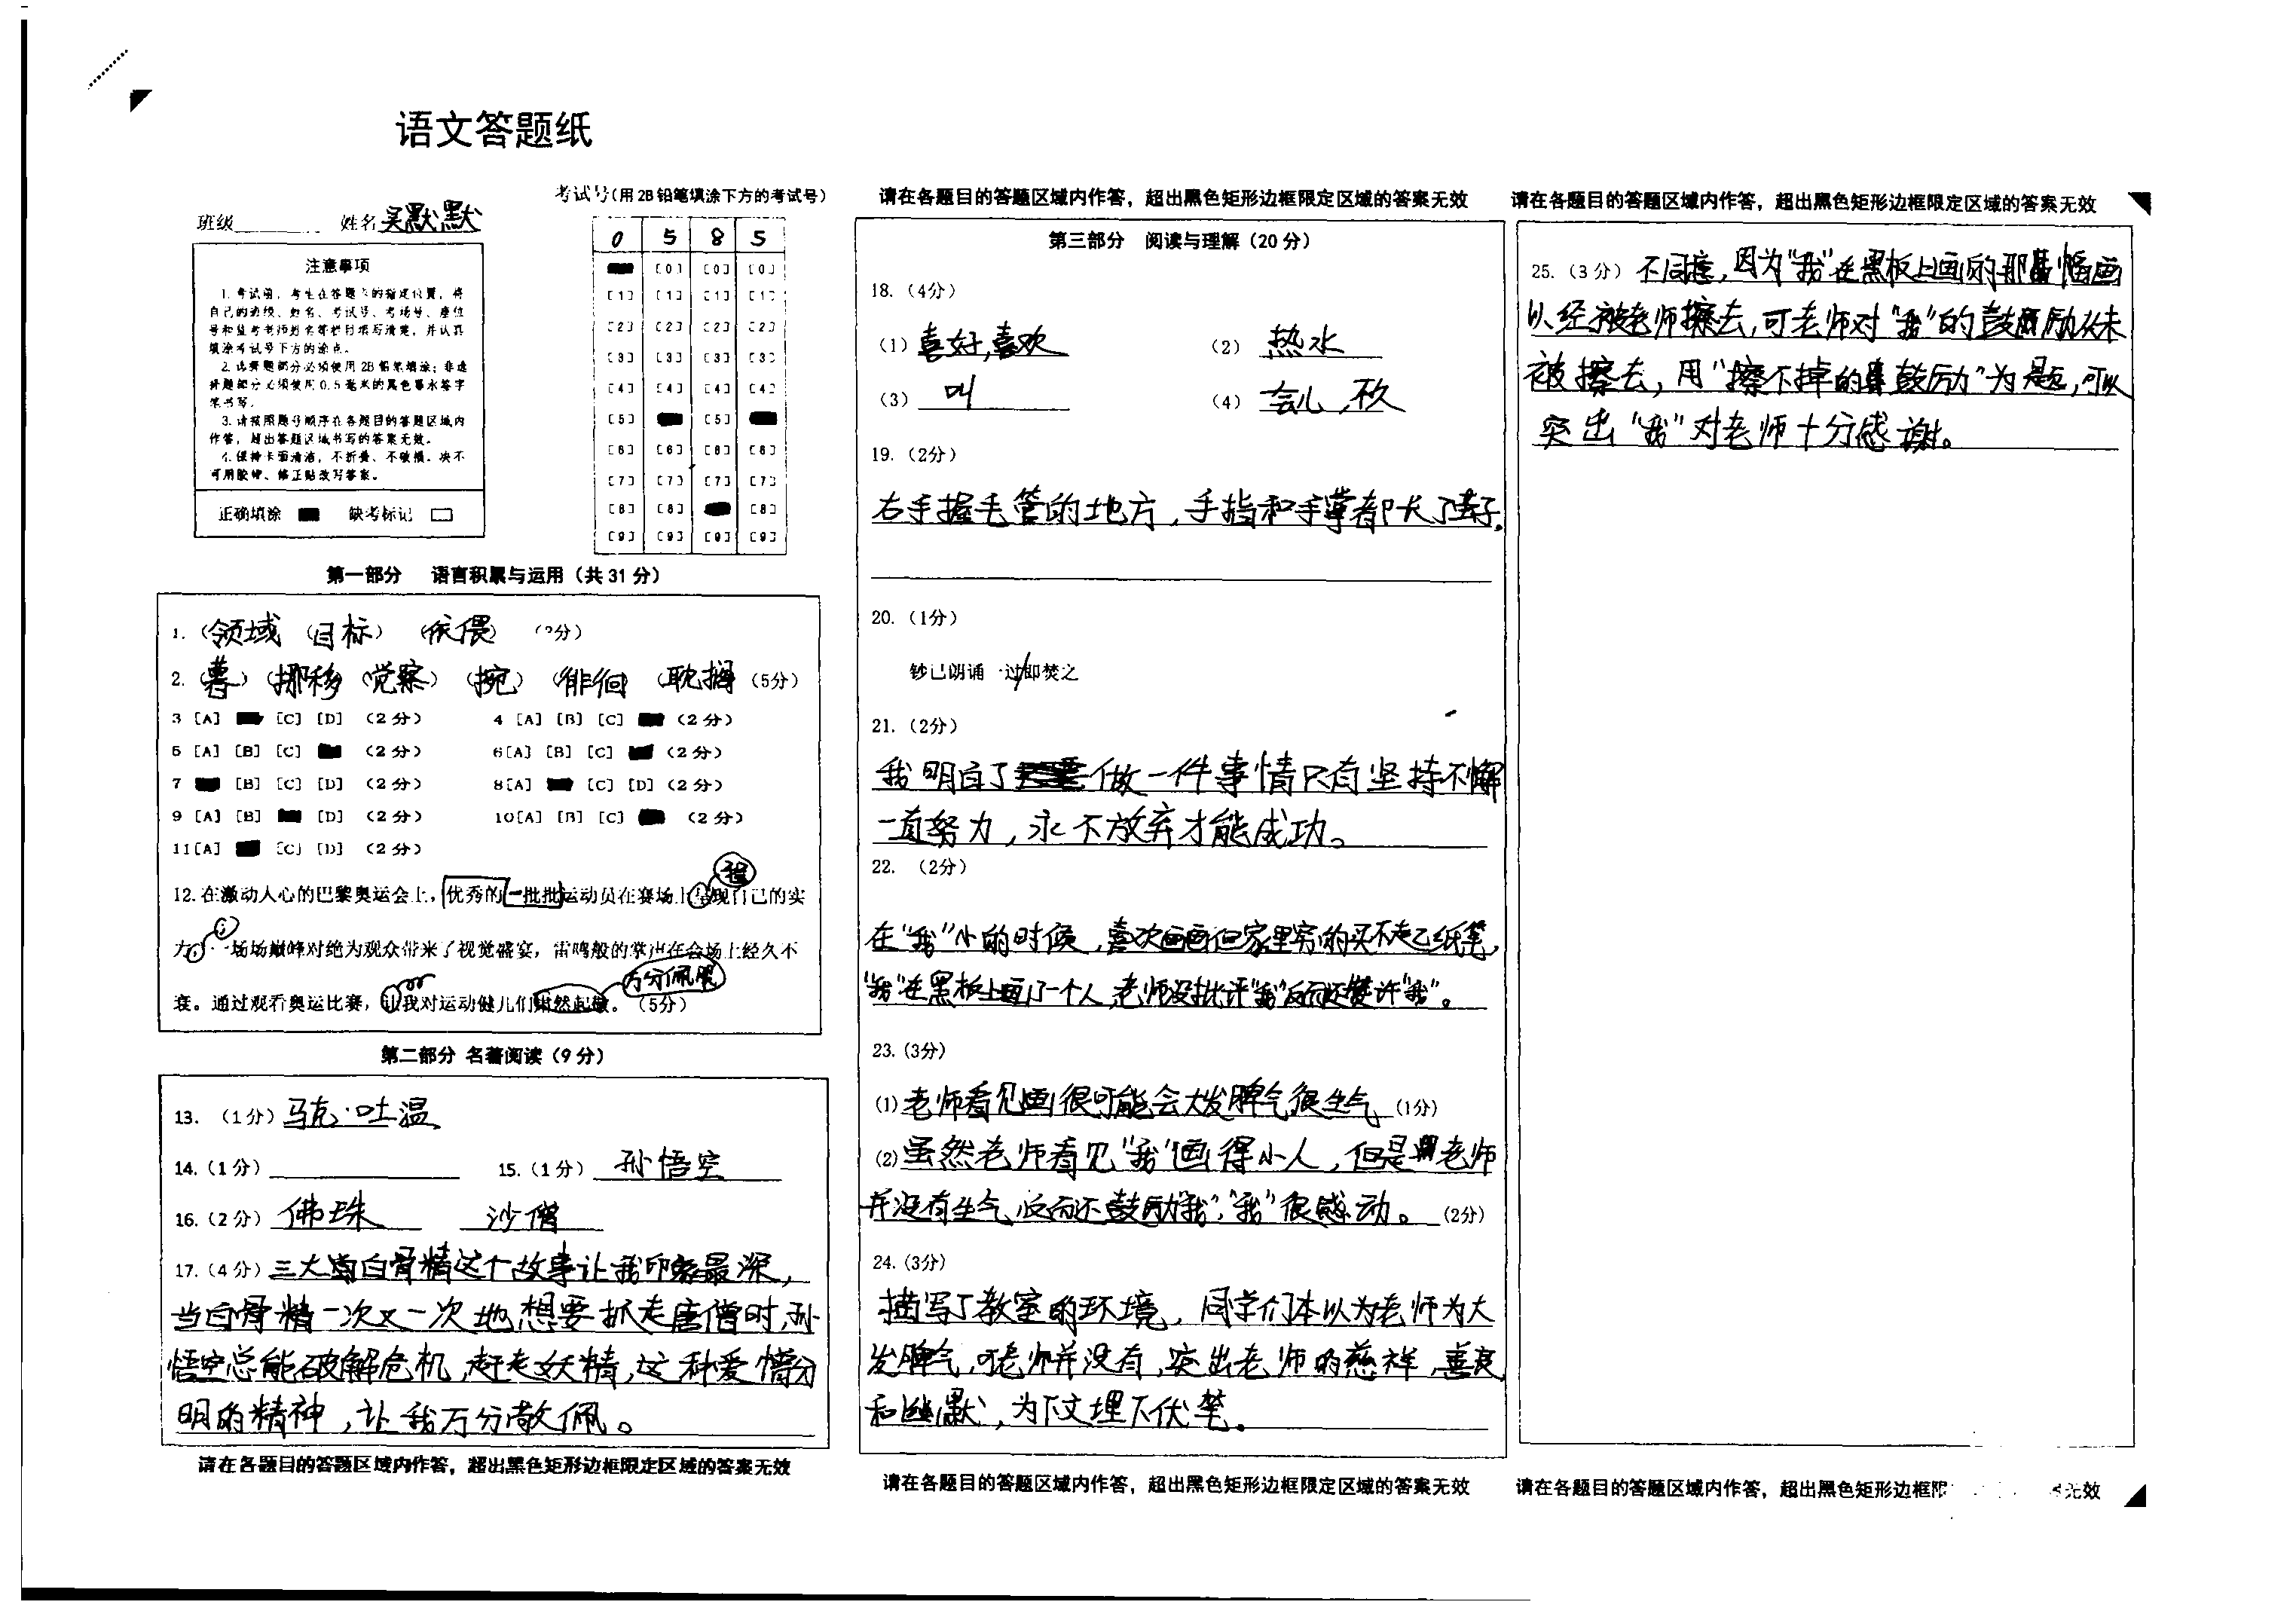 语文答题纸
班级 姓名 吴默默
考试号(用2B铅笔填涂下方的考试号)
0 5 8 5
[0] [0] [0]
[1] [1] [1] [1]
[2] [2] [2] [2]
[3] [3] [3] [3]
[4] [4] [4] [4]
[5] [5]
[6] [6] [6] [6]
[7] [7] [7] [7]
[8] [8] [8]
[9] [9] [9] [9]
注意事项
1.考试前,考生在答题卡的指定位置,将
自己的班级、姓名、考试号、考场号、座位
号和监考老师姓名等栏目填写清楚,并认真
填涂考试号下方的涂点。
2.选择题部分必须使用2B铅笔填涂;非选
择题部分必须使用0.5毫米的黑色墨水签字
笔书写。
3.请按照题号顺序在各题目的答题区域内
作答,超出答题区域书写的答案无效。
4.保持卡面清洁,不折叠、不破损。决不
可用胶带、修正贴改写答案。
正确填涂 缺考标记
第一部分 语言积累与运用(共31分)
1.(领域)(目标)(依偎)
2.( )(挪移)(觉察)(捥)(徘徊)(耽搁)(5分)
3 [A] [C] [D] (2分) 4 [A] [B] [C] (2分)
5 [A] [B] [C] (2分) 6[A] [B] [C] (2分)
7 [B] [C] [D] (2分) 8[A] [C] [D] (2分)
9 [A] [B] [D] (2分) 10[A] [B] [C] (2分)
11[A] [C] [D] (2分)
12.在激动人心的巴黎奥运会上,优秀的一批批运动员在赛场上呈现自己的实
力。一场场巅峰对绝为观众带来了视觉盛宴,雷鸣般的掌声在会场上经久不
万分佩服
衰。通过观看奥运比赛,让我对运动健儿们肃然起敬。(5分)
第二部分 名著阅读(9分)
13.(1分)马克·吐温
14.(1分) 15.(1分)孙悟空
16.(2分)佛珠 沙僧
17.(4分)三大 白骨精这个故事让我印象最深,
当白骨精一次又一次地想要抓走唐僧时,孙
悟空总能破解危机,赶走妖精,这种爱憎分
明的精神,让我万分敬佩。
请在各题目的答题区域内作答,超出黑色矩形边框限定区域的答案无效
请在各题目的答题区域内作答,超出黑色矩形边框限定区域的答案无效
第三部分 阅读与理解(20分)
18.(4分)
(1)喜好,喜欢 (2)热水
(3)叫 (4)会儿,
19.(2分)
右手握毛管的地方,手指和手掌都长了茧子.
20.(1分)
钞已朗诵一过/即焚之
21.(2分)
我明白了 做一件事情只有坚持不懈
一直努力,永不放弃才能成功。
22.(2分)
在“我”小的时候,喜欢画画但家里穷的买不起纸笔,
“我”在黑板上画了一个人,老师没批评“我”反而还赞许“我”。
23.(3分)
(1)老师看见画很可能会大发脾气很生气(1分)
(2)虽然老师看见“我”画得小人,但是 老师
并没有生气,反而还鼓励“我”,“我”很感动。(2分)
24.(3分)
描写了教室的环境,同学们本以为老师为大
发脾气,可老师并没有,突出老师的慈祥,善良
和幽默,为下文埋下伏笔。
请在各题目的答题区域内作答,超出黑色矩形边框限定区域的答案无效
请在各题目的答题区域内作答,超出黑色矩形边框限定区域的答案无效
25.(3分)不同意,因为“我”在黑板上画的那 幅画
以经被老师擦去,可老师对“我”的鼓励从未
被擦去,用“擦不掉的 鼓励”为题,可以
突出“我”对老师十分感谢。
请在各题目的答题区域内作答,超出黑色矩形边框限 无效